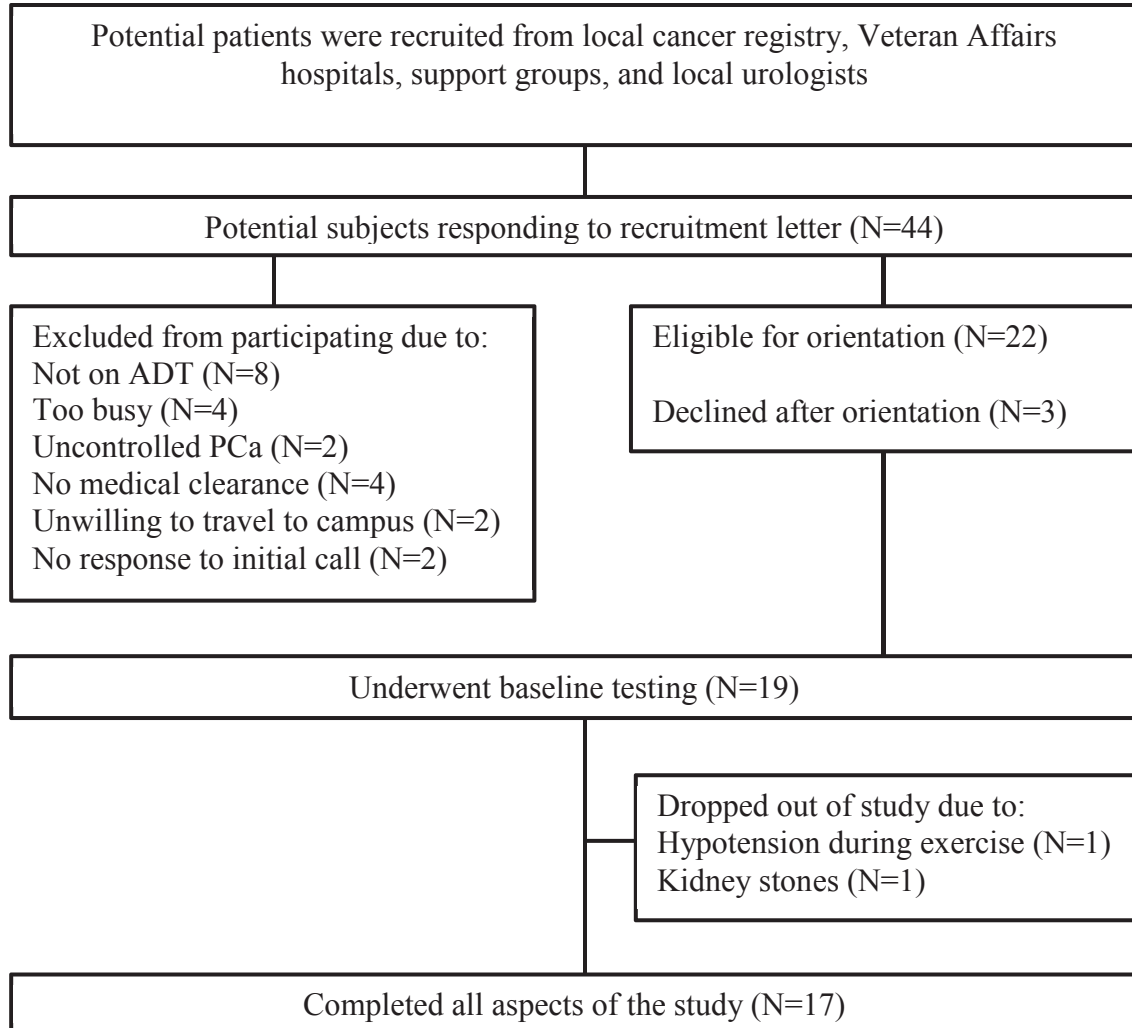 Potential patients were recruited from local cancer registry, Veteran Affairs
hospitals, support groups, and local urologists
Potential subjects responding to recruitment letter (N=44)
Excluded from participating due to:
Not on ADT (N=8)
Too busy (N=4)
Uncontrolled PCa (N=2)
No medical clearance (N=4)
Unwilling to travel to campus (N=2)
No response to initial call (N=2)
Eligible for orientation (N=22)
Declined after orientation (N=3)
Underwent baseline testing (N=19)
Dropped out of study due to:
Hypotension during exercise (N=1)
Kidney stones (N=1)
Completed all aspects of the study (N=17)